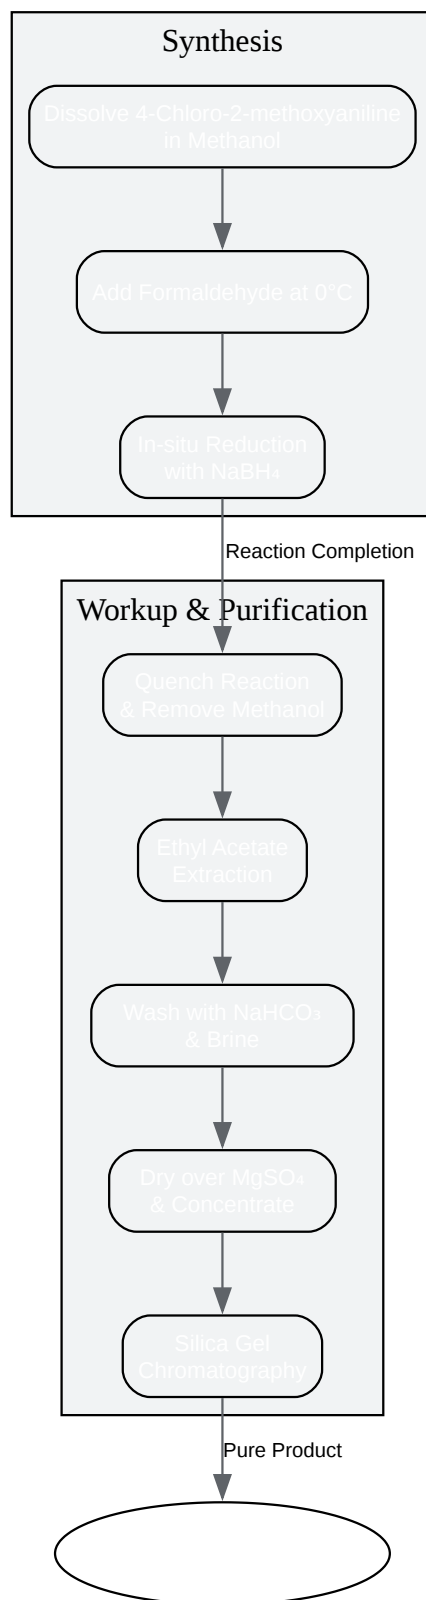 Synthesis
Dissolve 4-Chloro-2-methoxyaniline
in Methanol
Add Formaldehyde at 0°C
In-situ Reduction
with NaBH₄
Reaction Completion
Workup & Purification
Quench Reaction
& Remove Methanol
Ethyl Acetate
Extraction
Wash with NaHCO₃
& Brine
Dry over MgSO₄
& Concentrate
Silica Gel
Chromatography
Pure Product